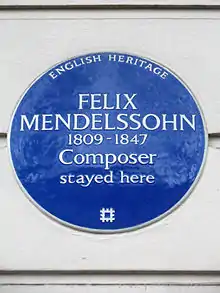 ENGLISH HERITAGE
FELIX
MENDELSSOHN
1809-1847
Composer
stayed here